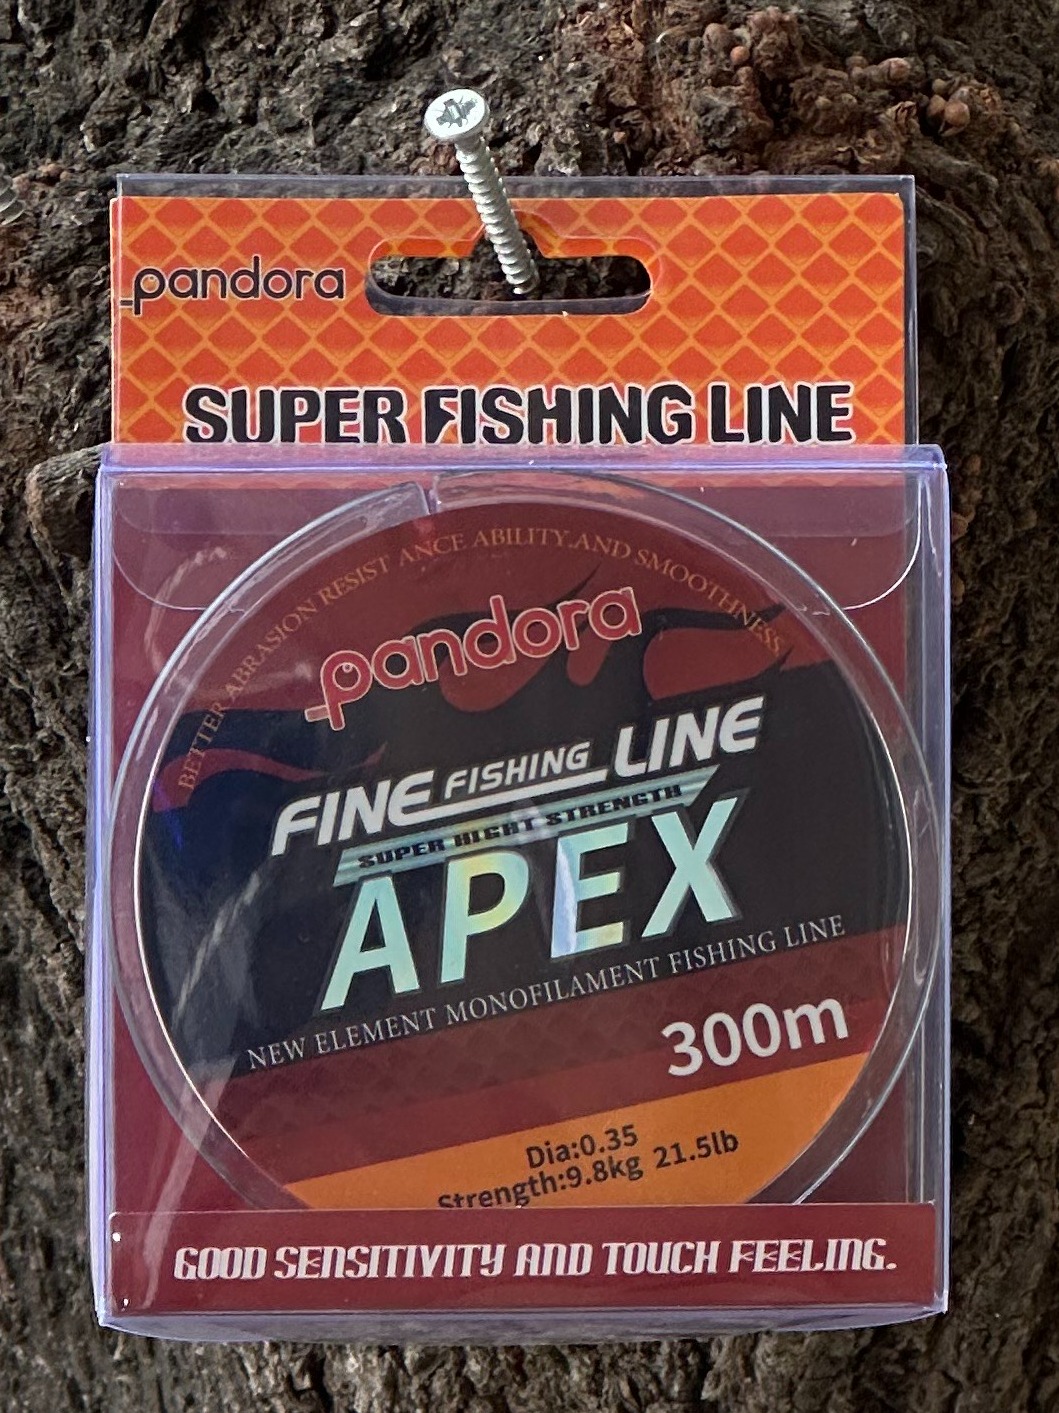 pandora
SUPER FISHING LINE
BETTER ABRASION RESIST ANCE ABILITY,AND SMOOTHNESS.
pandora
FINE FISHING LINE
SUPER HIGHT STRENGTH
APEX
NEW ELEMENT MONOFILAMENT FISHING LINE
300m
Dia:0.35
Strength:9.8kg 21.5lb
GOOD SENSITIVITY AND TOUCH FEELING.